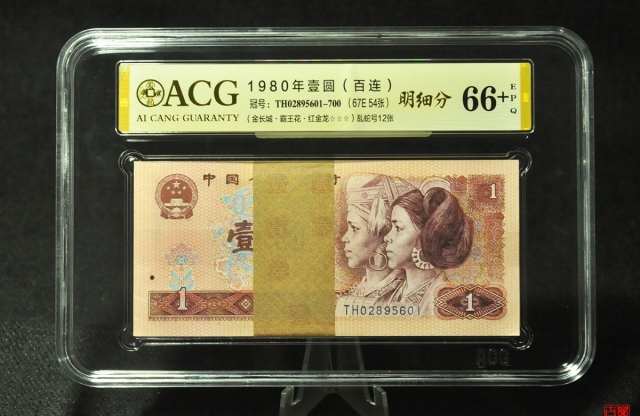 ACG
AI CANG GUARANTY
1980年壹圆（百连）
冠号：TH02895601-700（67E 54张）
（金长城·霸王花·红金龙☆☆☆）乱蛇号12张
明细分
66+
EPQ
中国
1
壹
1
TH02895601
1
ACG